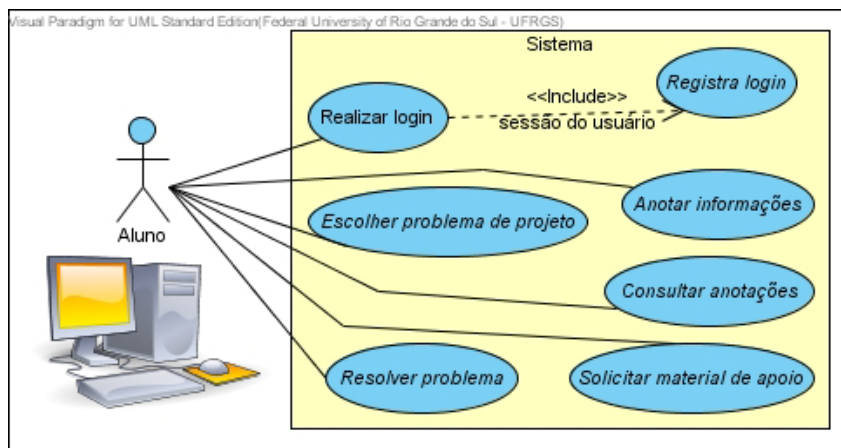 Visual Paradigm for UML Standard Edition(Federal University of Rio Grande do Sul - UFRGS)
Sistema
Registra login
<<Include>>
Realizar login
sessão do usuário
Anotar informações
Escolher problema de projeto
Aluno
Consultar anotações
Resolver problema
Solicitar material de apoio